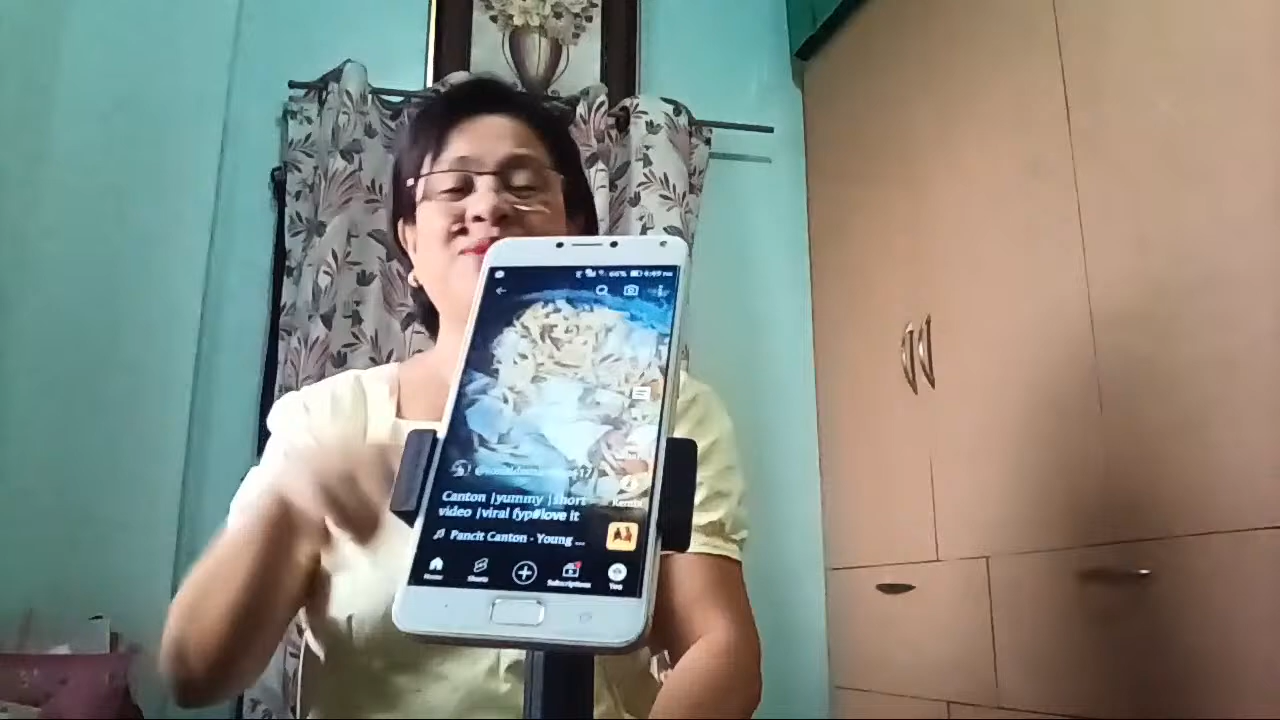 Canton |yummy |short
video |viral fyp#love it
Pancit Canton - Young ...
Home
Shorts
Subscriptions
You